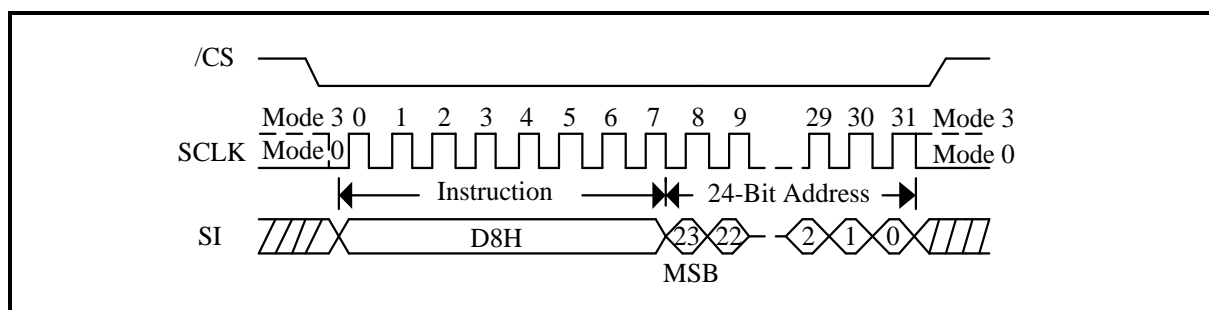 /CS
Mode 3 0 1 2 3 4 5 6 7 8 9 29 30 31 Mode 3
SCLK Mode 0 Mode 0
Instruction 24-Bit Address
SI D8H 23 22 2 1 0
MSB